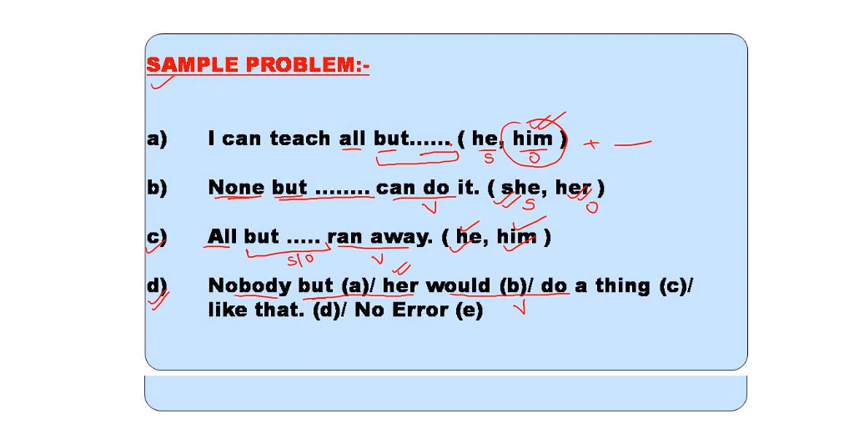 SAMPLE PROBLEM:-
a) I can teach all but...... ( he, him ) +
S O
b) None but ........ can do it. ( she, her )
V S O
c) All but ..... ran away. ( he, him )
S/O V
d) Nobody but (a)/ her would (b)/ do a thing (c)/
like that. (d)/ No Error (e)
V